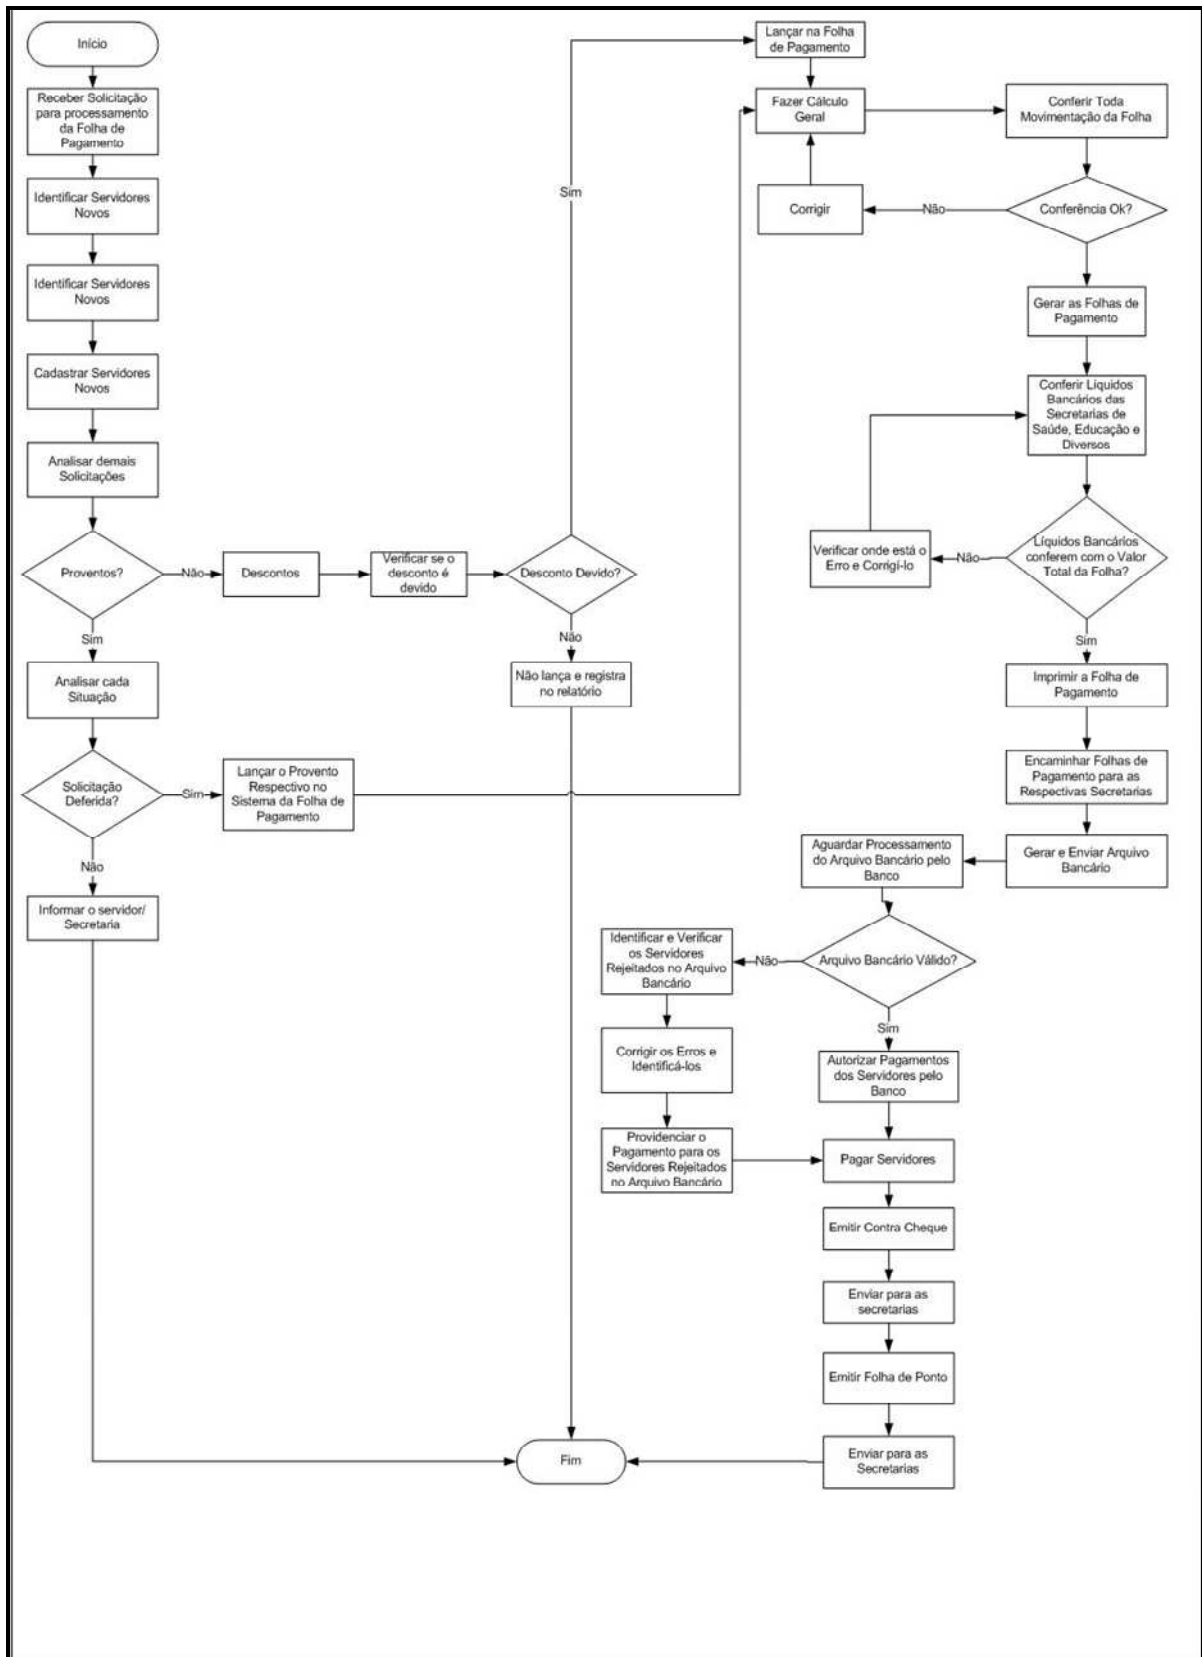 Início
Receber Solicitação
para processamento
da Folha de
Pagamento
Identificar Servidores
Novos
Identificar Servidores
Novos
Cadastrar Servidores
Novos
Analisar demais
Solicitações
Proventos?
Não
Descontos
Verificar se o
desconto é
devido
Desconto Devido?
Sim
Não
Não lança e registra
no relatório
Sim
Analisar cada
Situação
Solicitação
Deferida?
Sim
Lançar o Provento
Respectivo no
Sistema da Folha de
Pagamento
Não
Informar o servidor/
Secretaria
Lançar na Folha
de Pagamento
Fazer Cálculo
Geral
Conferir Toda
Movimentação da Folha
Conferência Ok?
Não
Corrigir
Gerar as Folhas de
Pagamento
Conferir Líquidos
Bancários das
Secretarias de
Saúde, Educação e
Diversos
Líquidos Bancários
conferem com o Valor
Total da Folha?
Não
Verificar onde está o
Erro e Corrigí-lo
Sim
Imprimir a Folha de
Pagamento
Encaminhar Folhas de
Pagamento para as
Respectivas Secretarias
Gerar e Enviar Arquivo
Bancário
Aguardar Processamento
do Arquivo Bancário pelo
Banco
Arquivo Bancário Válido?
Não
Identificar e Verificar
os Servidores
Rejeitados no Arquivo
Bancário
Corrigir os Erros e
Identificá-los
Providenciar o
Pagamento para os
Servidores Rejeitados
no Arquivo Bancário
Sim
Autorizar Pagamentos
dos Servidores pelo
Banco
Pagar Servidores
Emitir Contra Cheque
Enviar para as
secretarias
Emitir Folha de Ponto
Enviar para as
Secretarias
Fim